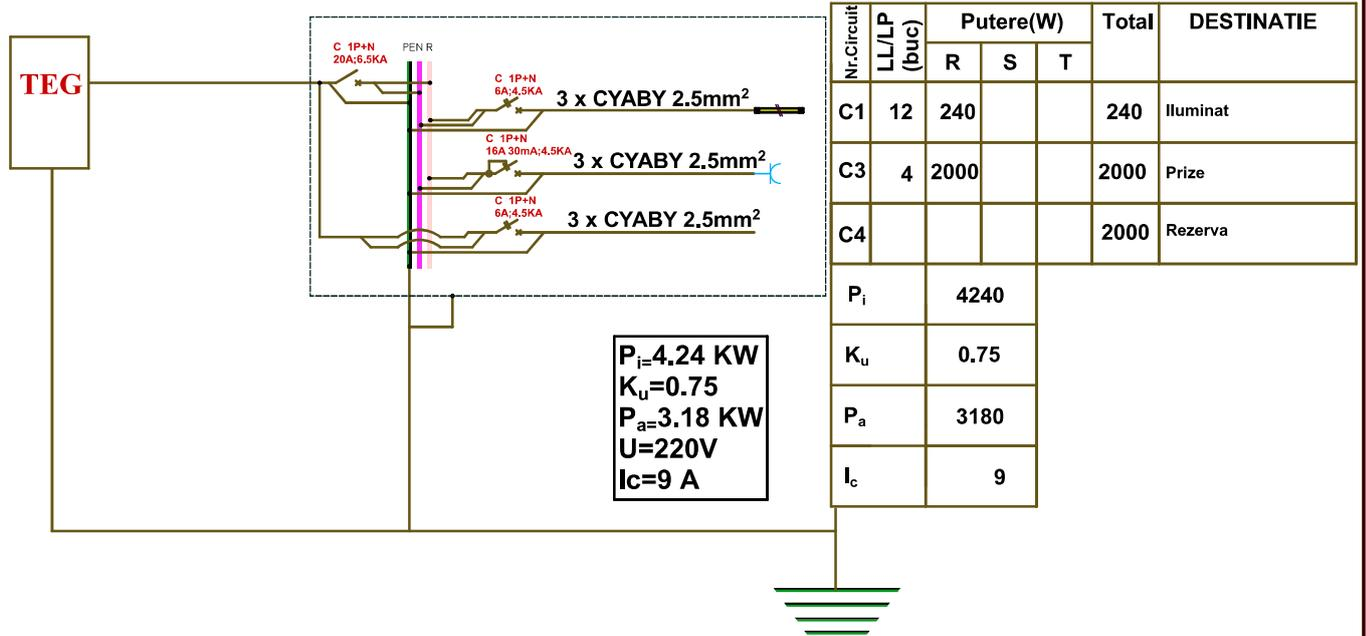 TEG
C 1P+N
20A;6.5KA
PEN R
C 1P+N
6A;4.5KA
3 x CYABY 2.5mm²
C 1P+N
16A 30mA;4.5KA
3 x CYABY 2.5mm²
C 1P+N
6A;4.5KA
3 x CYABY 2.5mm²
Pi=4.24 KW
Ku=0.75
Pa=3.18 KW
U=220V
Ic=9 A
Nr.Circuit LL/LP (buc) Putere(W) Total DESTINATIE
R S T
C1 12 240 240 Iluminat
C3 4 2000 2000 Prize
C4 2000 Rezerva
Pi 4240
Ku 0.75
Pa 3180
Ic 9